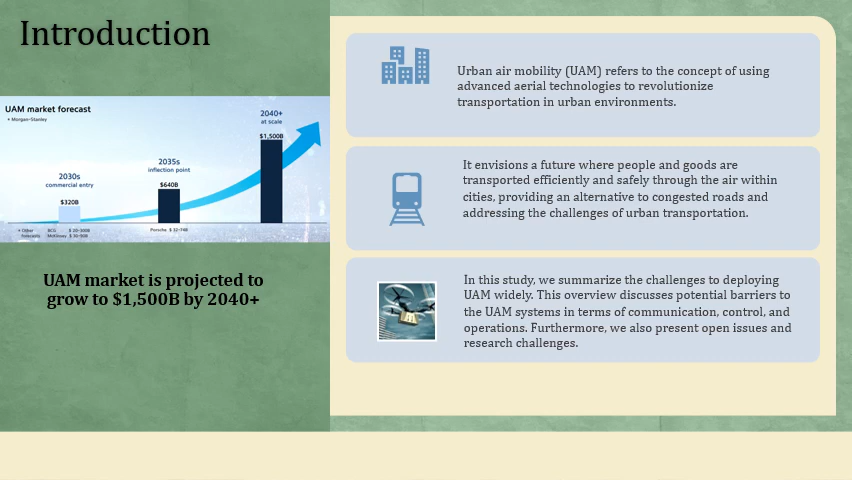 Introduction
UAM market forecast
• Morgan-Stanley
2040+
at scale
$1,500B
2035s
inflection point
$640B
2030s
commercial entry
$320B
• Other
forecasts
BCG $ 20~300B
McKinsey $ 30~50B
Porsche $ 32~74B
UAM market is projected to
grow to $1,500B by 2040+
Urban air mobility (UAM) refers to the concept of using
advanced aerial technologies to revolutionize
transportation in urban environments.
It envisions a future where people and goods are
transported efficiently and safely through the air within
cities, providing an alternative to congested roads and
addressing the challenges of urban transportation.
In this study, we summarize the challenges to deploying
UAM widely. This overview discusses potential barriers to
the UAM systems in terms of communication, control, and
operations. Furthermore, we also present open issues and
research challenges.